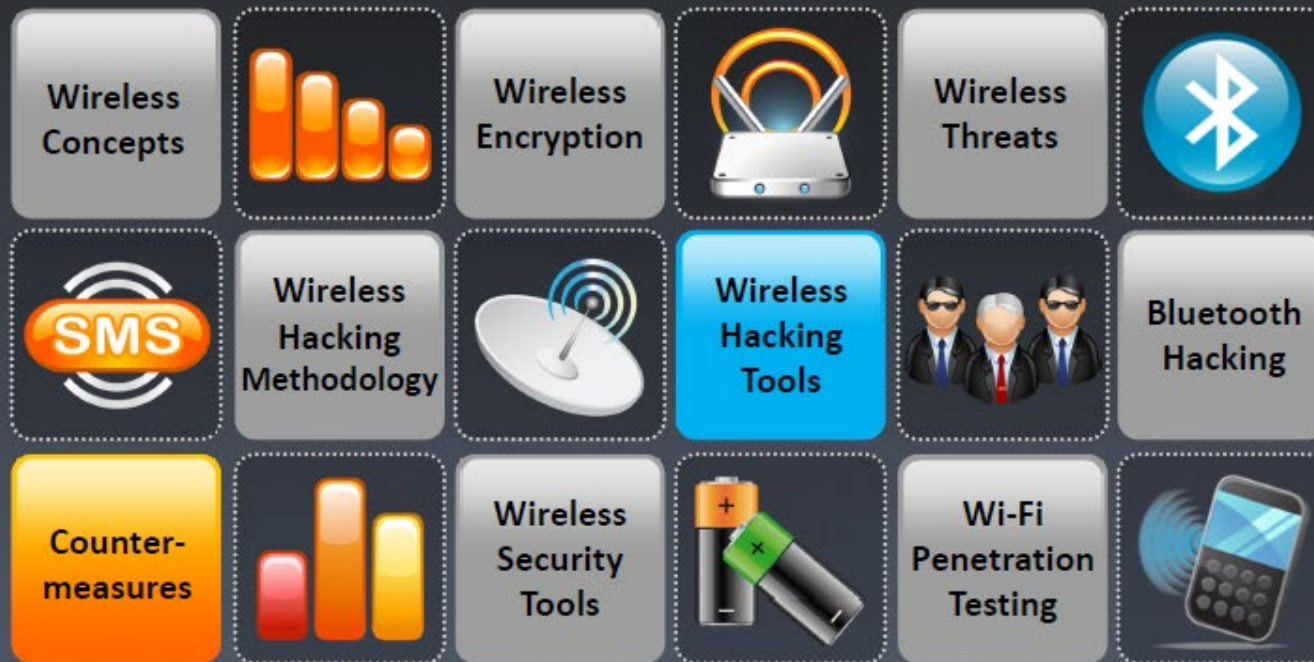 Wireless
Concepts
Wireless
Encryption
Wireless
Threats
SMS
Wireless
Hacking
Methodology
Wireless
Hacking
Tools
Bluetooth
Hacking
Counter-
measures
Wireless
Security
Tools
Wi-Fi
Penetration
Testing